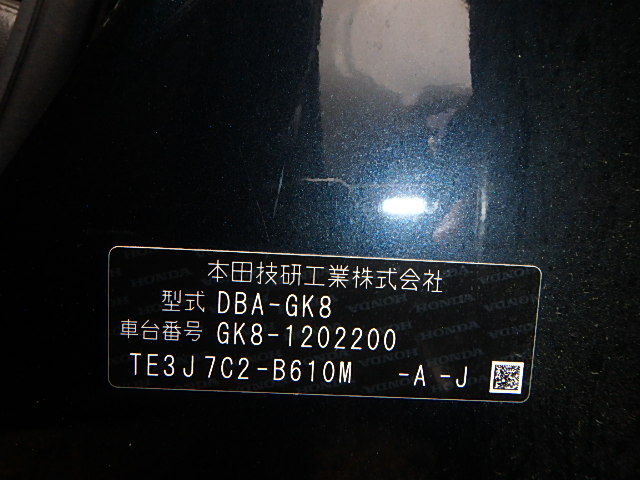 本田技研工業株式会社
型式 DBA-GK8
車台番号 GK8-1202200
TE3J7C2-B610M -A -J